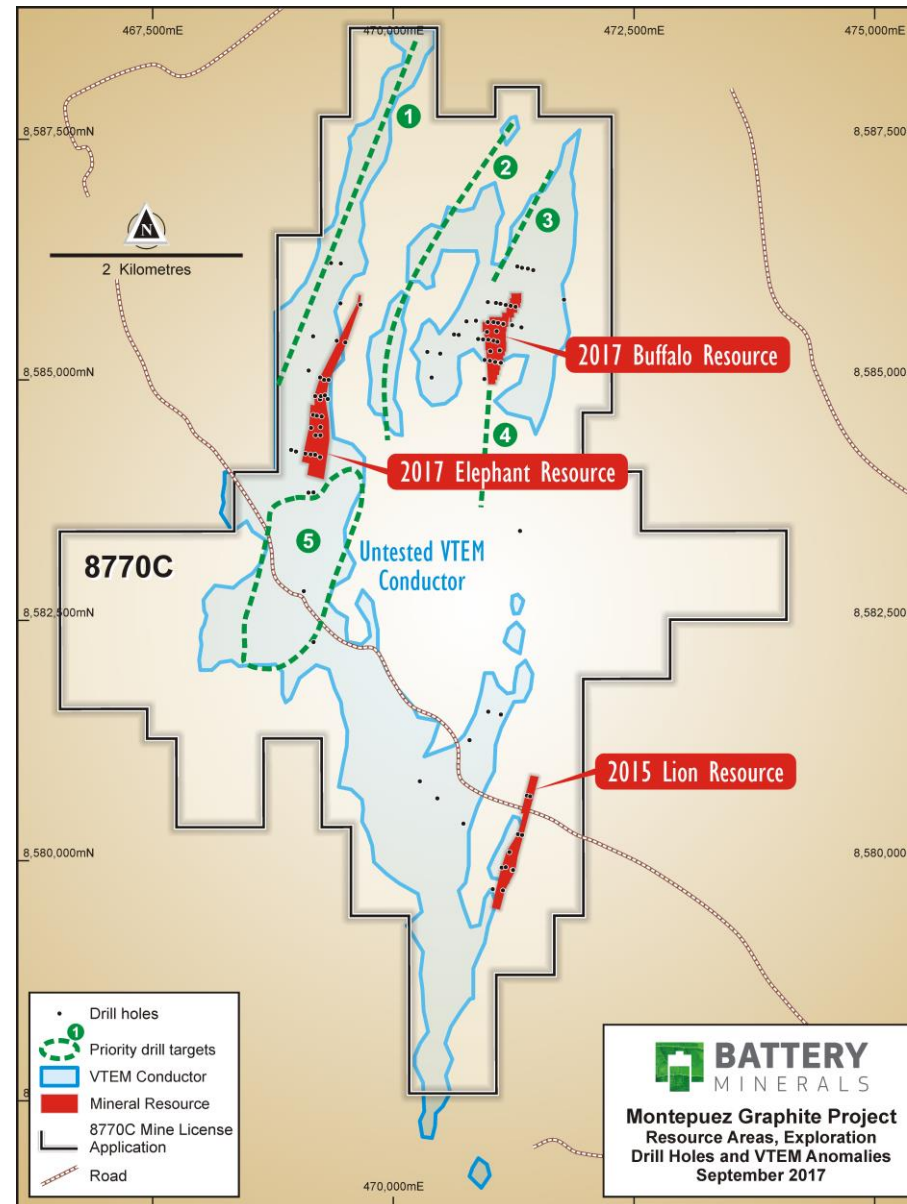 467,500mE
470,000mE
472,500mE
475,000mE
8,587,500mN
8,587,500mN
1
2
3
N
2 Kilometres
2017 Buffalo Resource
8,585,000mN
8,585,000mN
4
2017 Elephant Resource
5
Untested VTEM
Conductor
8770C
8,582,500mN
8,582,500mN
2015 Lion Resource
8,580,000mN
8,580,000mN
Drill holes
1
Priority drill targets
VTEM Conductor
Mineral Resource
8770C Mine License
Application
Road
470,000mE
BATTERY
MINERALS
Montepuez Graphite Project
Resource Areas, Exploration
Drill Holes and VTEM Anomalies
September 2017